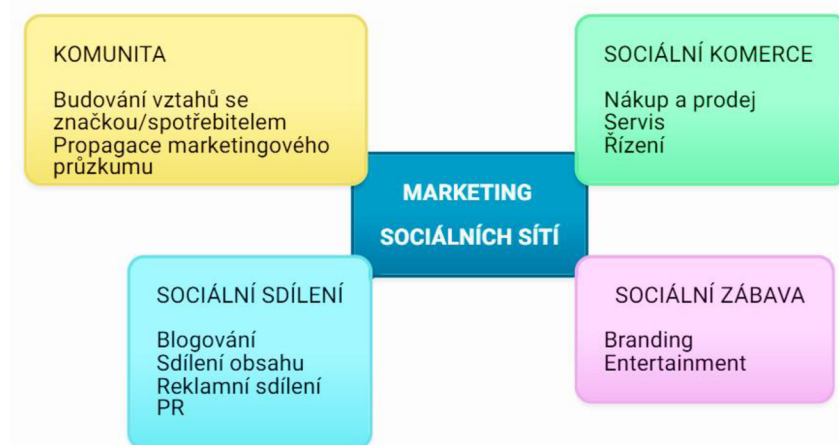 KOMUNITA
Budování vztahů se
značkou/spotřebitelem
Propagace marketingového
průzkumu
SOCIÁLNÍ KOMERCE
Nákup a prodej
Servis
Řízení
MARKETING
SOCIÁLNÍCH SÍTÍ
SOCIÁLNÍ SDÍLENÍ
Blogování
Sdílení obsahu
Reklamní sdílení
PR
SOCIÁLNÍ ZÁBAVA
Branding
Entertainment